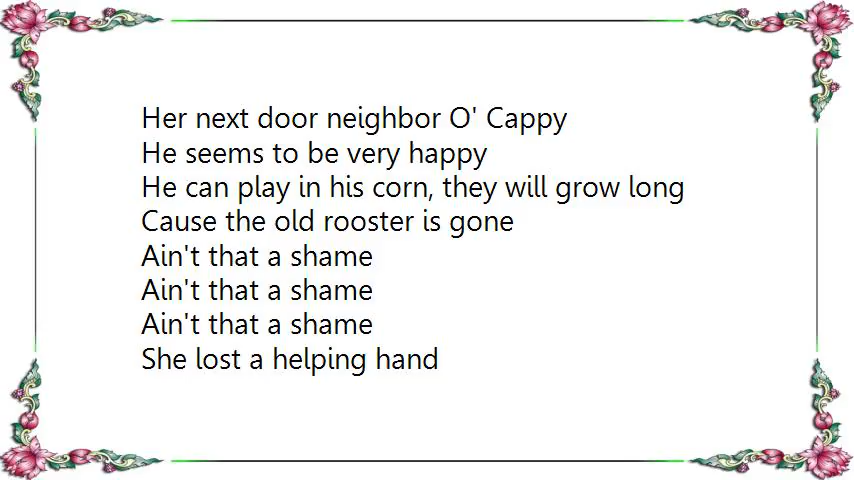 Her next door neighbor O' Cappy
He seems to be very happy
He can play in his corn, they will grow long
Cause the old rooster is gone
Ain't that a shame
Ain't that a shame
Ain't that a shame
She lost a helping hand